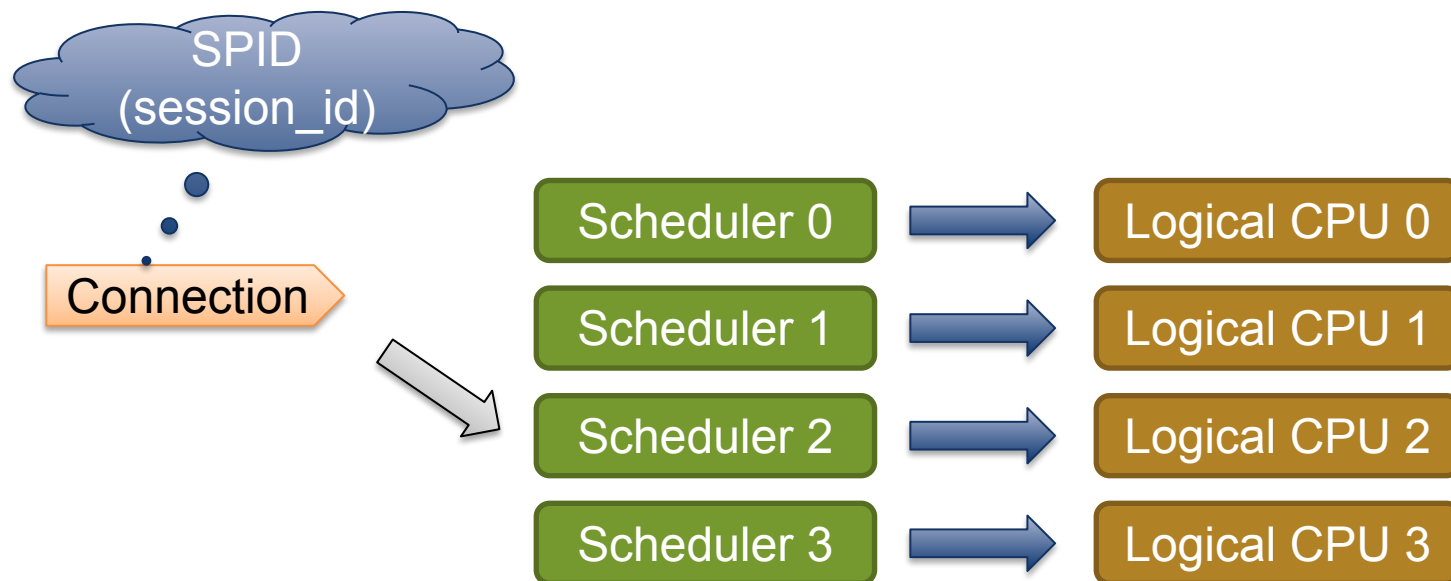 SPID
(session_id)
Connection
Scheduler 0
Logical CPU 0
Scheduler 1
Logical CPU 1
Scheduler 2
Logical CPU 2
Scheduler 3
Logical CPU 3